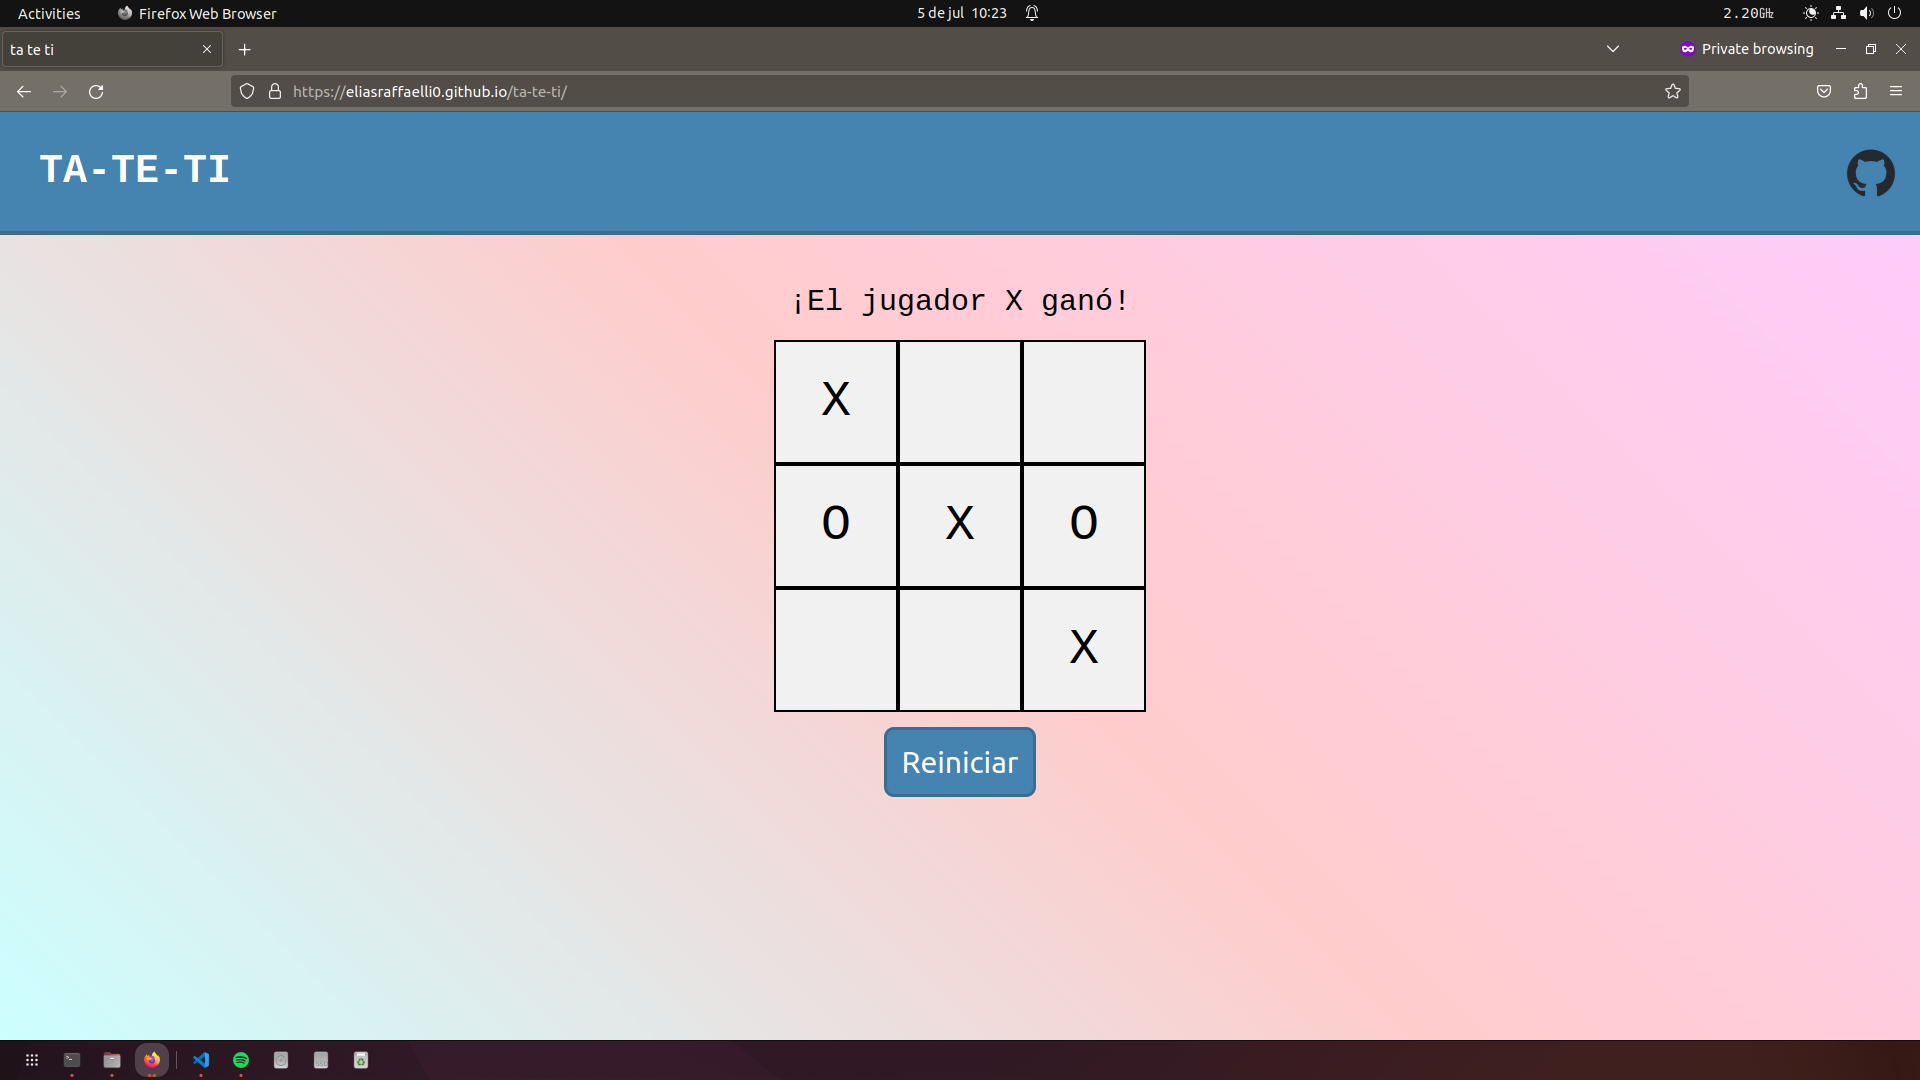 Activities Firefox Web Browser 5 de jul 10:23 2.20GHz
ta te ti Private browsing
https://eliasraffaelli0.github.io/ta-te-ti/
TA-TE-TI
¡El jugador X ganó!
X
O X O
X
Reiniciar